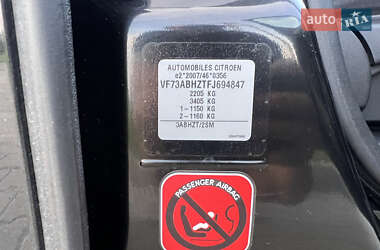 AUTO RIA
AUTOMOBILES CITROEN
e2*2007/46*0356
VF73ABHZTFJ694847
2205 KG
3405 KG
1-1150 KG
2-1160 KG
3ABHZT/2SM
PASSENGER AIRBAG